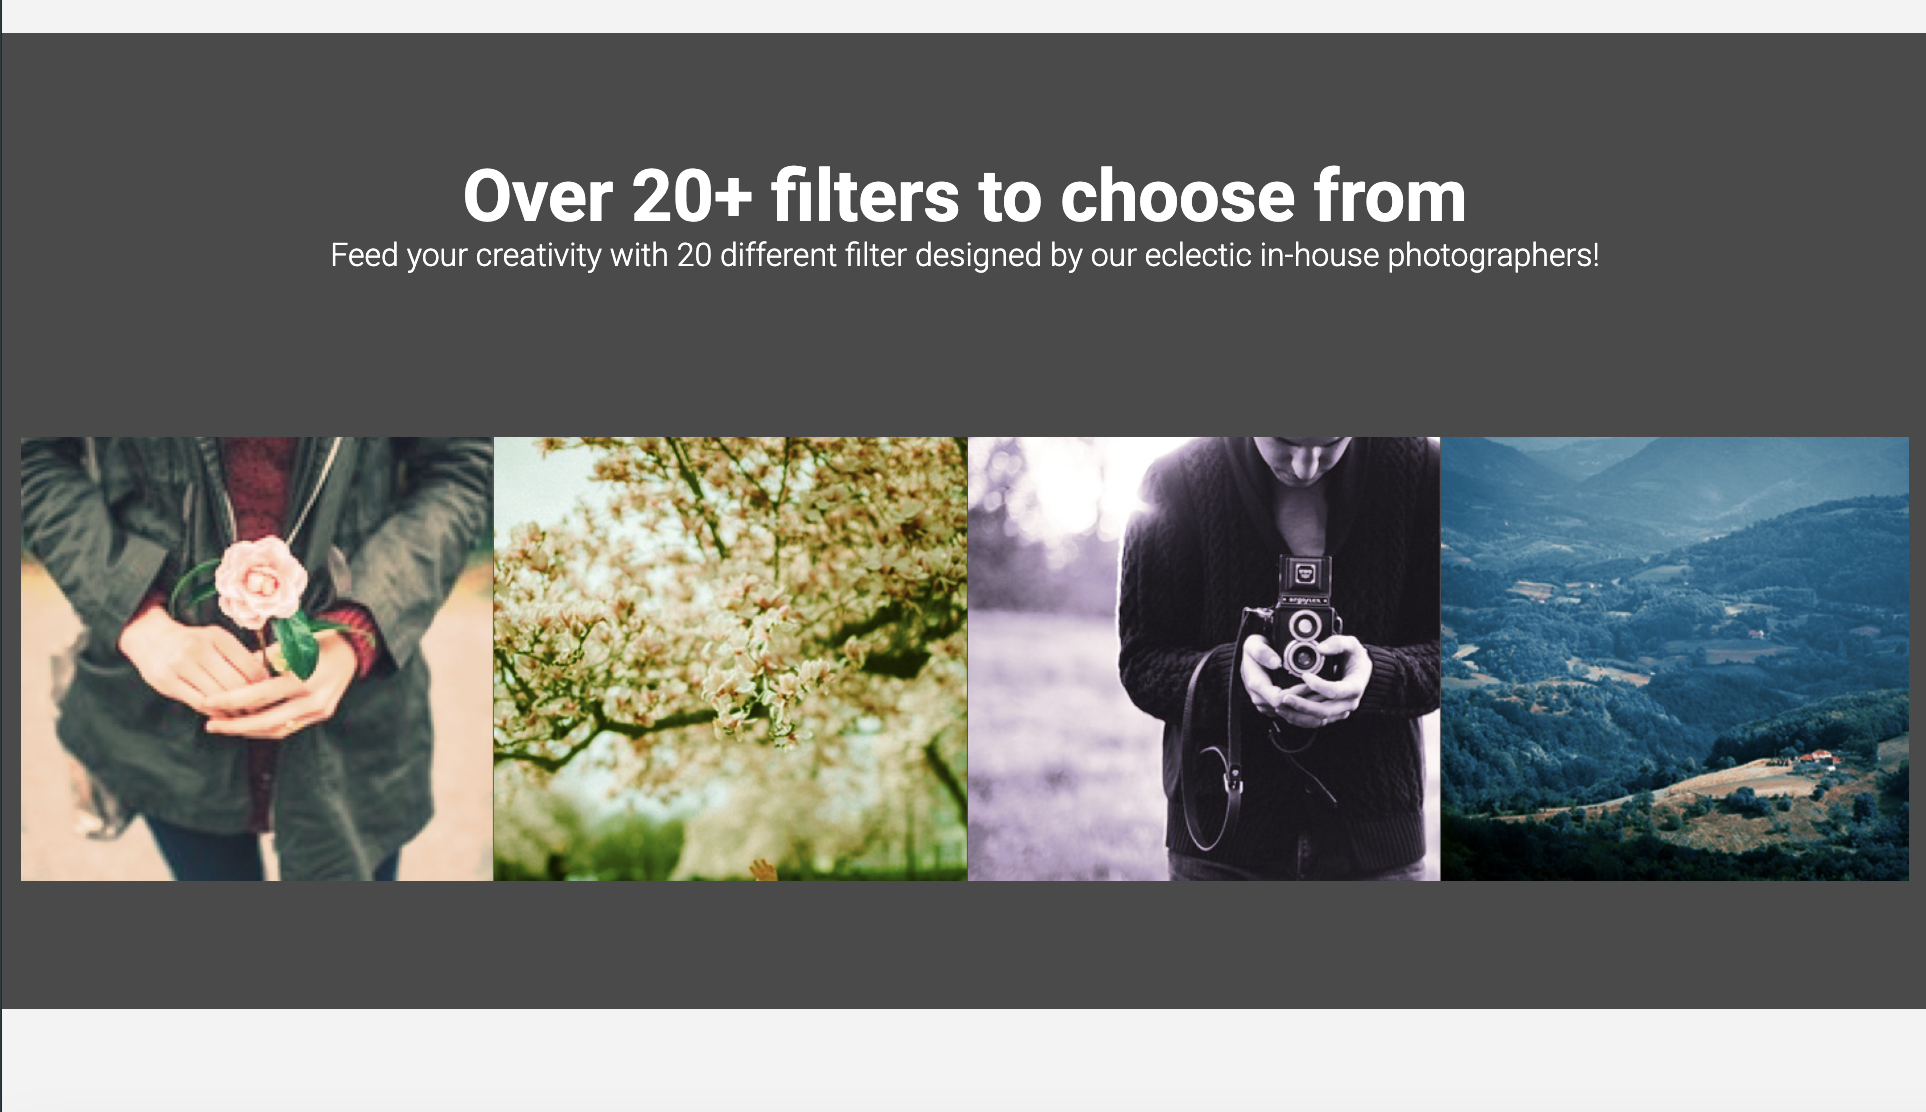 Over 20+ filters to choose from
Feed your creativity with 20 different filter designed by our eclectic in-house photographers!
argoflex